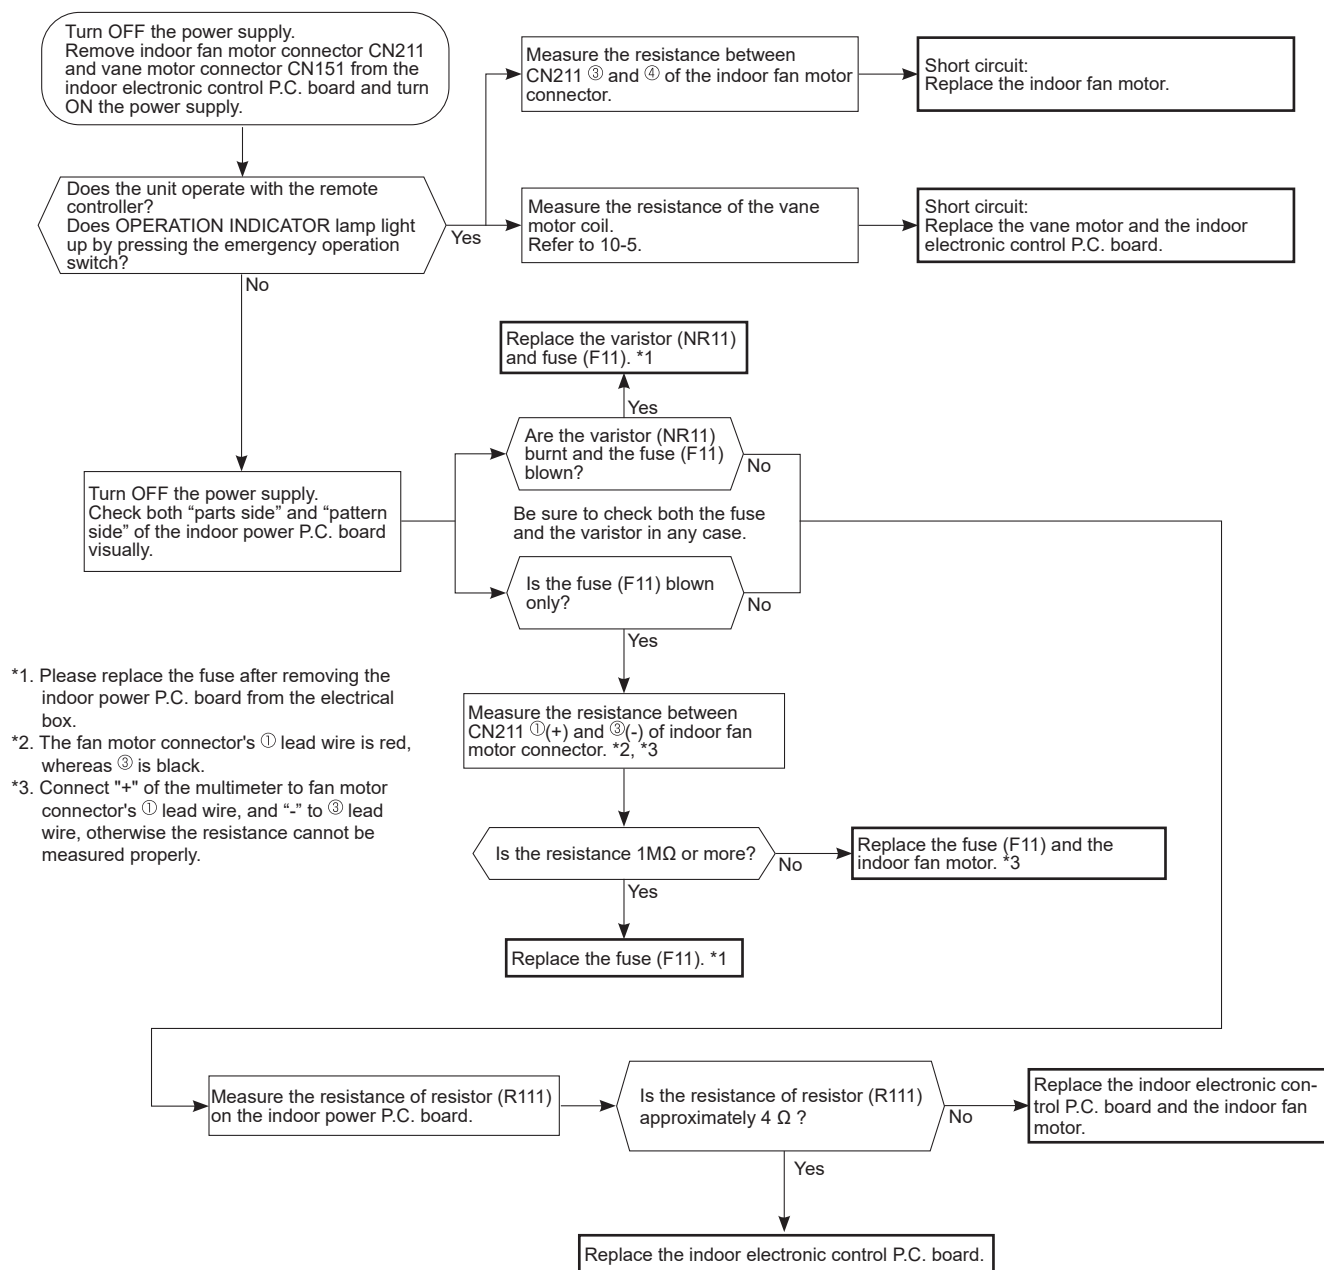 Turn OFF the power supply.
Remove indoor fan motor connector CN211
and vane motor connector CN151 from the
indoor electronic control P.C. board and turn
ON the power supply.
Measure the resistance between
CN211 ③ and ④ of the indoor fan motor
connector.
Short circuit:
Replace the indoor fan motor.
Does the unit operate with the remote
controller?
Does OPERATION INDICATOR lamp light
up by pressing the emergency operation
switch?
Yes
Measure the resistance of the vane
motor coil.
Refer to 10-5.
Short circuit:
Replace the vane motor and the indoor
electronic control P.C. board.
No
Replace the varistor (NR11)
and fuse (F11). *1
Yes
Are the varistor (NR11)
burnt and the fuse (F11)
blown?
No
Turn OFF the power supply.
Check both “parts side” and “pattern
side” of the indoor power P.C. board
visually.
Be sure to check both the fuse
and the varistor in any case.
Is the fuse (F11) blown
only?
No
Yes
*1. Please replace the fuse after removing the
indoor power P.C. board from the electrical
box.
*2. The fan motor connector's ① lead wire is red,
whereas ③ is black.
*3. Connect "+" of the multimeter to fan motor
connector's ① lead wire, and “-” to ③ lead
wire, otherwise the resistance cannot be
measured properly.
Measure the resistance between
CN211 ①(+) and ③(-) of indoor fan
motor connector. *2, *3
Is the resistance 1MΩ or more?
No
Replace the fuse (F11) and the
indoor fan motor. *3
Yes
Replace the fuse (F11). *1
Measure the resistance of resistor (R111)
on the indoor power P.C. board.
Is the resistance of resistor (R111)
approximately 4 Ω ?
No
Replace the indoor electronic con-
trol P.C. board and the indoor fan
motor.
Yes
Replace the indoor electronic control P.C. board.